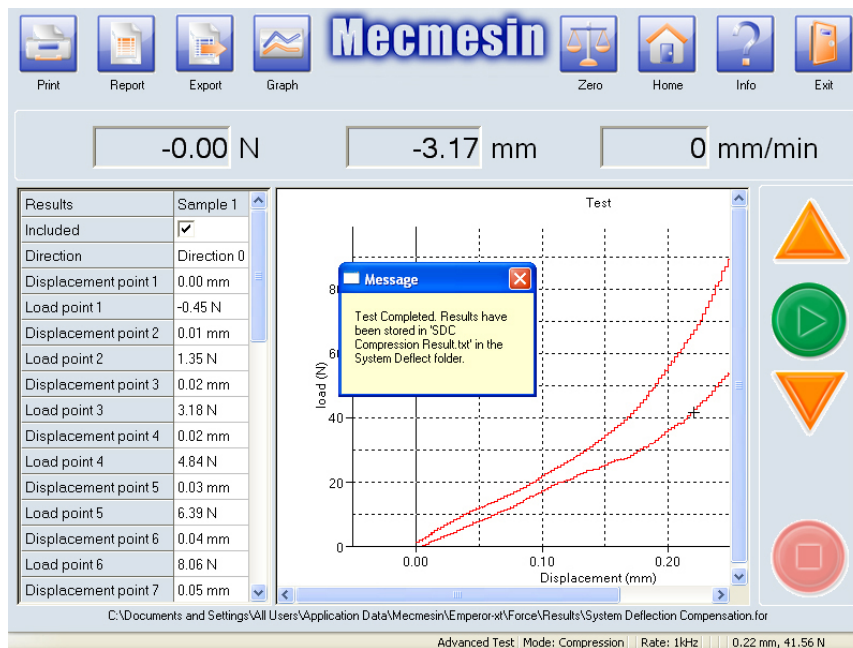 Mecmesin
Print Report Export Graph Zero Home Info Exit
-0.00 N -3.17 mm 0 mm/min
Results Sample 1
Included
Direction Direction 0
Displacement point 1 0.00 mm
Load point 1 -0.45 N
Displacement point 2 0.01 mm
Load point 2 1.35 N
Displacement point 3 0.02 mm
Load point 3 3.18 N
Displacement point 4 0.02 mm
Load point 4 4.84 N
Displacement point 5 0.03 mm
Load point 5 6.39 N
Displacement point 6 0.04 mm
Load point 6 8.06 N
Displacement point 7 0.05 mm
Test
load (N)
40
20
0
0.00 0.10 0.20
Displacement (mm)
Message
Test Completed. Results have
been stored in 'SDC
Compression Result.txt' in the
System Deflect folder.
C:\Documents and Settings\All Users\Application Data\Mecmesin\Emperor-xt\Force\Results\System Deflection Compensation.for
Advanced Test Mode: Compression Rate: 1kHz 0.22 mm, 41.56 N